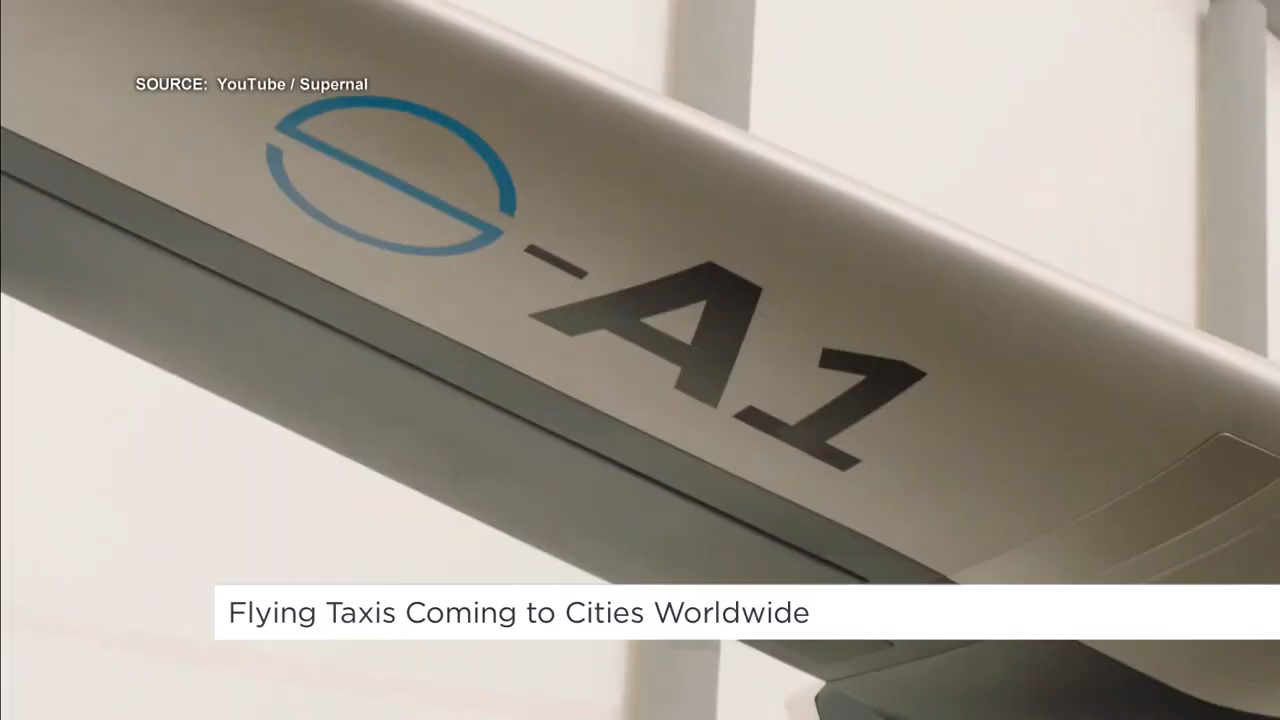 SOURCE: YouTube / Supernal
-A1
Flying Taxis Coming to Cities Worldwide